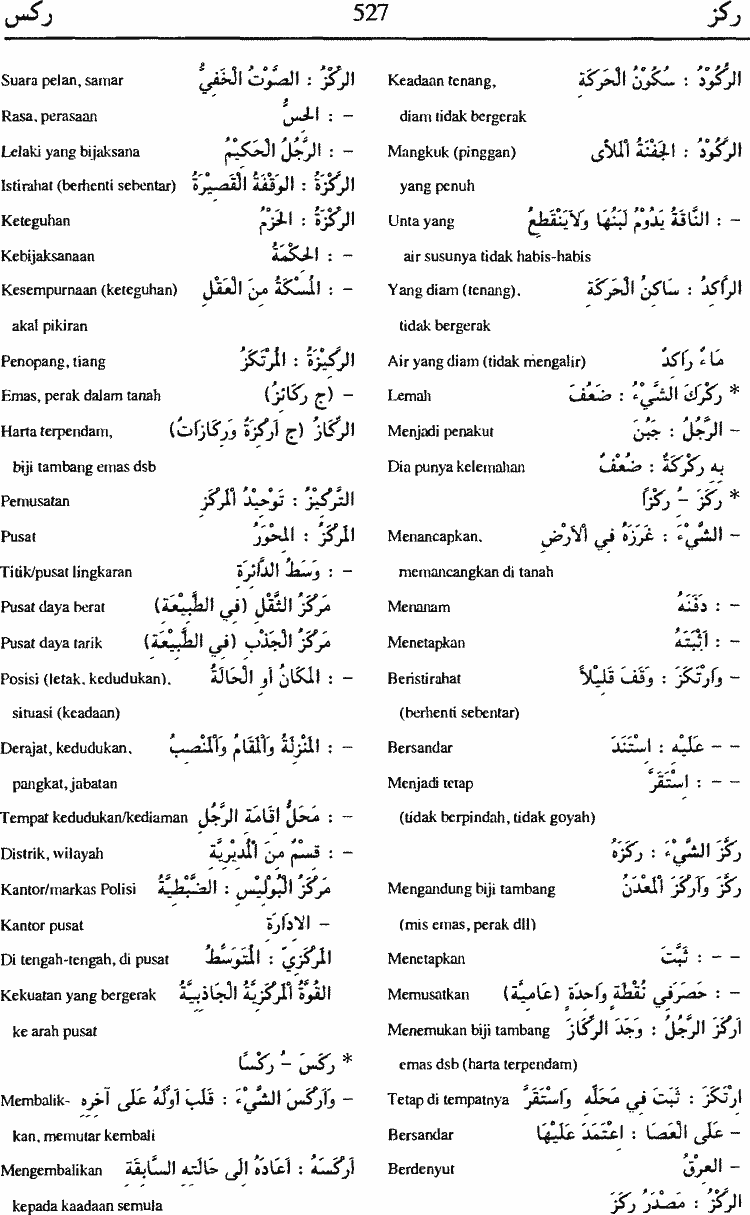 ركز 527 ركس
الرُّكُودُ : سُكُونُ الْحَرَكَةِ Keadaan tenang,
diam tidak bergerak
الرَّكُودُ : الجَفْنَةُ الْمَلأَى Mangkuk (pinggan)
yang penuh
– : النَّاقَةُ يَدُوْمُ لَبَنُهَا وَلاَيَنْقَطِعُ Unta yang
air susunya tidak habis-habis
الرَّاكِدُ : سَاكِنُ الْحَرَكَةِ Yang diam (tenang),
tidak bergerak
مَاءٌ رَاكِدٌ Air yang diam (tidak mengalir)
* رَكْرَكَ الشَّيْءُ : ضَعُفَ Lemah
– الرَّجُلُ : جَبُنَ Menjadi penakut
بِهِ رَكْرَكَةٌ : ضُعْفٌ Dia punya kelemahan
* رَكَزَ – رَكْزًا
– الشَّيْءَ : غَرَزَهُ فِي الْأَرْضِ Menancapkan,
memancangkan di tanah
– : دَفَنَهُ Menanam
– : أَثْبَتَهُ Menetapkan
– وَارْتَكَزَ : وَقَفَ قَلِيْلاً Beristirahat
(berhenti sebentar)
– – عَلَيْهِ : اسْتَنَدَ Bersandar
– – : اسْتَقَرَّ Menjadi tetap
(tidak berpindah, tidak goyah)
رَكَّزَ الشَّيْءَ : رَكَزَهُ
رَكَّزَ وَأَرْكَزَ الْمَعْدِنُ Mengandung biji tambang
(mis emas, perak dll)
– – : ثَبَّتَ Menetapkan
– : حَصَرَ فِي نُقْطَةٍ وَاحِدَةٍ (عَامِيَّة) Memusatkan
أَرْكَزَ الرَّجُلُ : وَجَدَ الرِّكَازَ Menemukan biji tambang
emas dsb (harta terpendam)
ارْتَكَزَ : ثَبَتَ فِي مَحَلِّهِ وَاسْتَقَرَّ Tetap di tempatnya
– عَلَى الْعَصَا : اعْتَمَدَ عَلَيْهَا Bersandar
– العِرْقُ Berdenyut
الرَّكْزُ : مَصْدَرُ رَكَزَ
الرِّكْزُ : الصَّوْتُ الْخَفِيُّ Suara pelan, samar
– : الحِسُّ Rasa, perasaan
– : الرَّجُلُ الْحَكِيْمُ Lelaki yang bijaksana
الرَّكْزَةُ : الوَقْفَةُ الْقَصِيْرَةُ Istirahat (berhenti sebentar)
الرِّكْزَةُ : الحَزْمُ Keteguhan
– : الحِكْمَةُ Kebijaksanaan
– : الْمُسْكَةُ مِنَ الْعَقْلِ Kesempurnaan (keteguhan)
akal pikiran
الرَّكِيْزَةُ : الْمُرْتَكَزُ Penopang, tiang
– (ج رَكَائِزُ) Emas, perak dalam tanah
الرِّكَازُ (ج أَرْكِزَةٌ وَرِكَازَاتٌ) Harta terpendam,
biji tambang emas dsb
التَّرْكِيْزُ : تَوْحِيْدُ الْمَرْكَزِ Pemusatan
الْمَرْكَزُ : الْمِحْوَرُ Pusat
– : وَسَطُ الدَّائِرَةِ Titik/pusat lingkaran
مَرْكَزُ الثِّقْلِ (فِي الطَّبِيْعَةِ) Pusat daya berat
مَرْكَزُ الْجَذْبِ (فِي الطَّبِيْعَةِ) Pusat daya tarik
– : الْمَكَانُ أَوِ الْحَالَةُ Posisi (letak, kedudukan),
situasi (keadaan)
– : الْمَنْزِلَةُ وَالْمَقَامُ وَالْمَنْصِبُ Derajat, kedudukan,
pangkat, jabatan
– : مَحَلُّ اِقَامَةِ الرَّجُلِ Tempat kedudukan/kediaman
– : قِسْمٌ مِنَ الْمُدِيْرِيَّةِ Distrik, wilayah
مَرْكَزُ الْبُوْلِيْسِ : الضَّبْطِيَّةُ Kantor/markas Polisi
– الْاِدَارَةِ Kantor pusat
الْمَرْكَزِيُّ : الْمُتَوَسِّطُ Di tengah-tengah, di pusat
القُوَّةُ الْمَرْكَزِيَّةُ الْجَاذِبِيَّةُ Kekuatan yang bergerak
ke arah pusat
* رَكَسَ – رَكْسًا
– وَأَرْكَسَ الشَّيْءَ : قَلَبَ أَوَّلَهُ عَلَى آخِرِهِ Membalik-
kan, memutar kembali
أَرْكَسَهُ : أَعَادَهُ إِلَى حَالَتِهِ السَّابِقَةِ Mengembalikan
kepada kaadaan semula